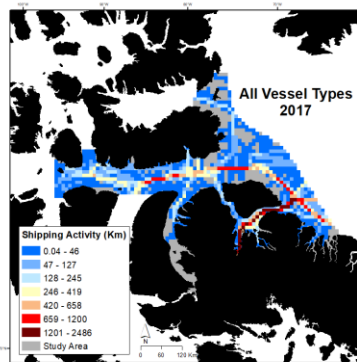 All Vessel Types
2017
Shipping Activity (Km)
0.04 - 46
47 - 127
128 - 245
246 - 419
420 - 658
659 - 1200
1201 - 2486
Study Area
N
0
60
120 Km